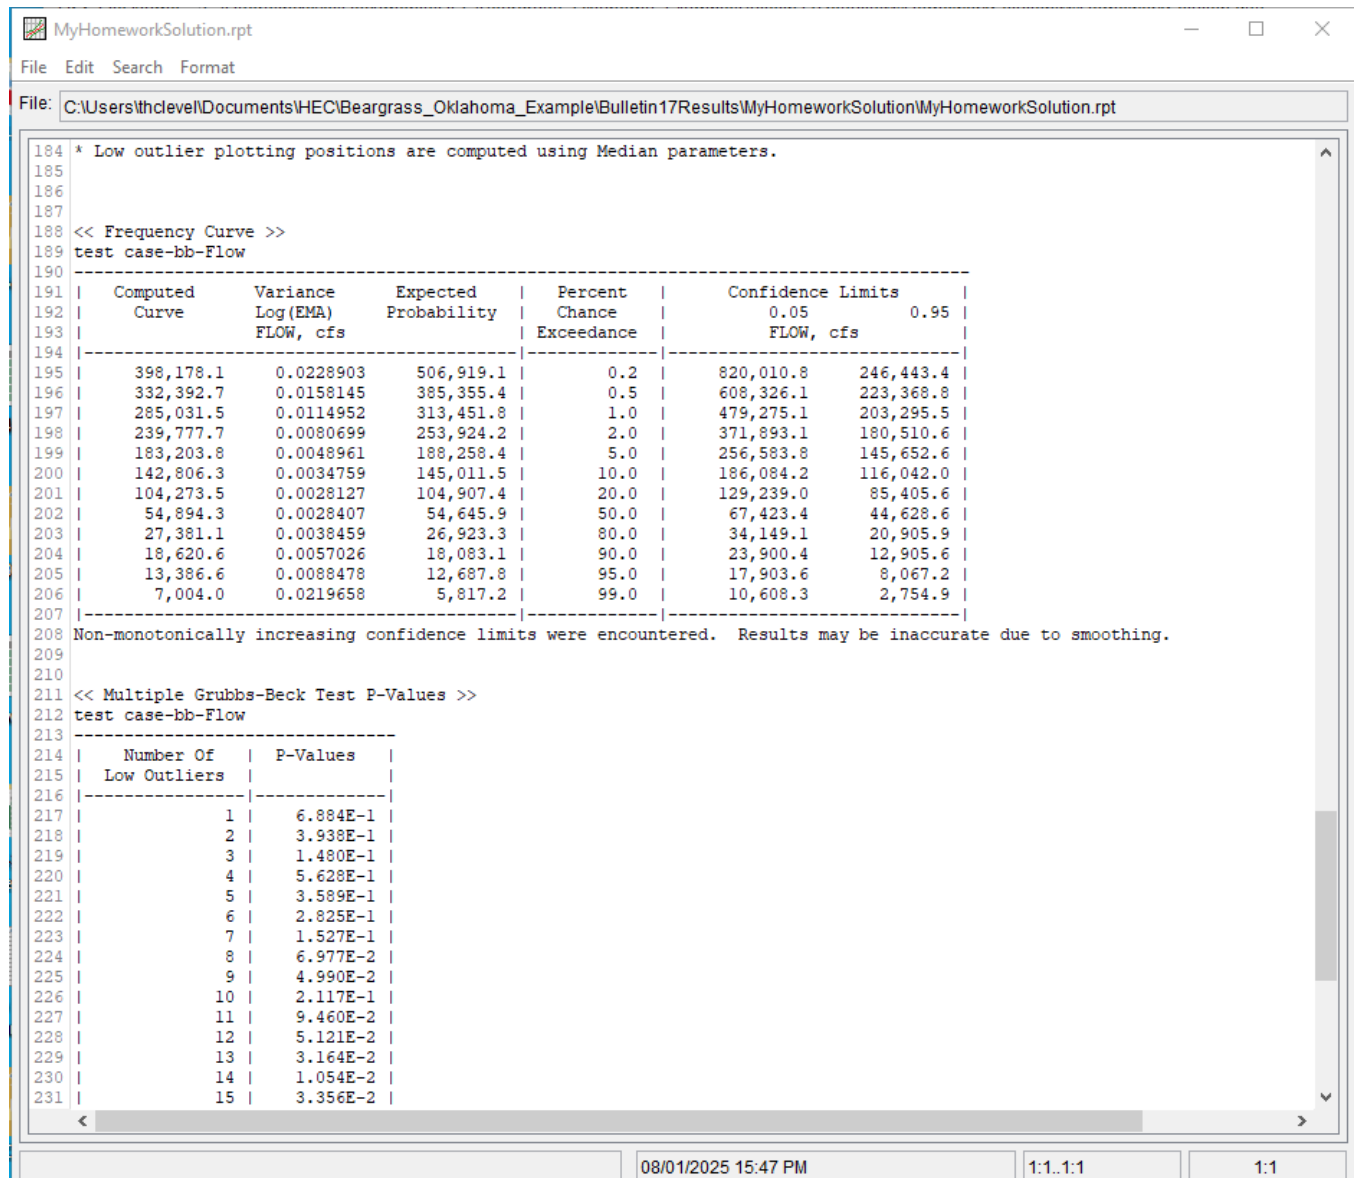 MyHomeworkSolution.rpt
File Edit Search Format
File: C:\Users\thclevel\Documents\HEC\Beargrass_Oklahoma_Example\Bulletin17Results\MyHomeworkSolution\MyHomeworkSolution.rpt
184 * Low outlier plotting positions are computed using Median parameters.
185
186
187
188 << Frequency Curve >>
189 test case-bb-Flow
190 ------------------------------------------------------------------------------------------
191 |   Computed      Variance      Expected    |   Percent   |      Confidence Limits      |
192 |     Curve      Log(EMA)    Probability  |   Chance    |          0.05          0.95 |
193 |                 FLOW, cfs                | Exceedance  |          FLOW, cfs          |
194 |-------------------------------------------|-------------|-----------------------------|
195 |     398,178.1     0.0228903     506,919.1 |        0.2  |     820,010.8     246,443.4 |
196 |     332,392.7     0.0158145     385,355.4 |        0.5  |     608,326.1     223,368.8 |
197 |     285,031.5     0.0114952     313,451.8 |        1.0  |     479,275.1     203,295.5 |
198 |     239,777.7     0.0080699     253,924.2 |        2.0  |     371,893.1     180,510.6 |
199 |     183,203.8     0.0048961     188,258.4 |        5.0  |     256,583.8     145,652.6 |
200 |     142,806.3     0.0034759     145,011.5 |       10.0  |     186,084.2     116,042.0 |
201 |     104,273.5     0.0028127     104,907.4 |       20.0  |     129,239.0      85,405.6 |
202 |      54,894.3     0.0028407      54,645.9 |       50.0  |      67,423.4      44,628.6 |
203 |      27,381.1     0.0038459      26,923.3 |       80.0  |      34,149.1      20,905.9 |
204 |      18,620.6     0.0057026      18,083.1 |       90.0  |      23,900.4      12,905.6 |
205 |      13,386.6     0.0088478      12,687.8 |       95.0  |      17,903.6       8,067.2 |
206 |       7,004.0     0.0219658       5,817.2 |       99.0  |      10,608.3       2,754.9 |
207 |-------------------------------------------|-------------|-----------------------------|
208 Non-monotonically increasing confidence limits were encountered.  Results may be inaccurate due to smoothing.
209
210
211 << Multiple Grubbs-Beck Test P-Values >>
212 test case-bb-Flow
213 --------------------------------
214 |    Number Of   |  P-Values   |
215 |  Low Outliers  |             |
216 |----------------|-------------|
217 |              1 |    6.884E-1 |
218 |              2 |    3.938E-1 |
219 |              3 |    1.480E-1 |
220 |              4 |    5.628E-1 |
221 |              5 |    3.589E-1 |
222 |              6 |    2.825E-1 |
223 |              7 |    1.527E-1 |
224 |              8 |    6.977E-2 |
225 |              9 |    4.990E-2 |
226 |             10 |    2.117E-1 |
227 |             11 |    9.460E-2 |
228 |             12 |    5.121E-2 |
229 |             13 |    3.164E-2 |
230 |             14 |    1.054E-2 |
231 |             15 |    3.356E-2 |
08/01/2025 15:47 PM 1:1..1:1 1:1